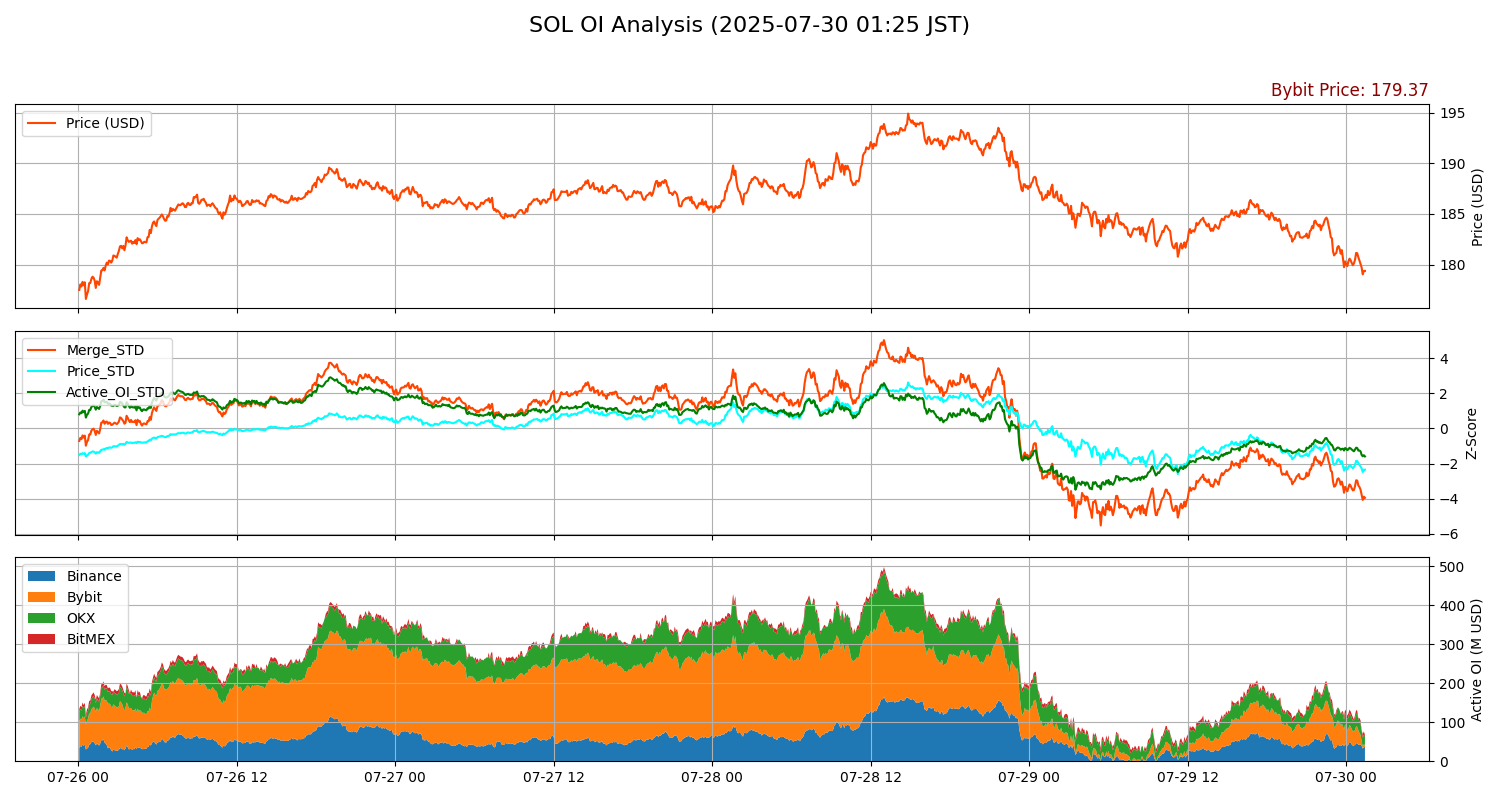 SOL OI Analysis (2025-07-30 01:25 JST)
Bybit Price: 179.37
Price (USD)
195
190
185
180
Price (USD)
Merge_STD
Price_STD
Active_OI_STD
4
2
0
−2
−4
−6
Z-Score
Binance
Bybit
OKX
BitMEX
500
400
300
200
100
0
Active OI (M USD)
07-26 00
07-26 12
07-27 00
07-27 12
07-28 00
07-28 12
07-29 00
07-29 12
07-30 00